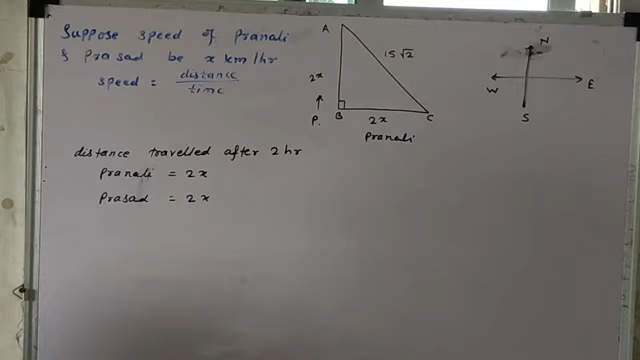 Suppose speed of Pranali
& Prasad be x km/hr
speed = distance/time
A
15√2
2x
P.
B
2x
C
Pranali
N
W
E
S
distance travelled after 2 hr
Pranali = 2x
Prasad = 2x